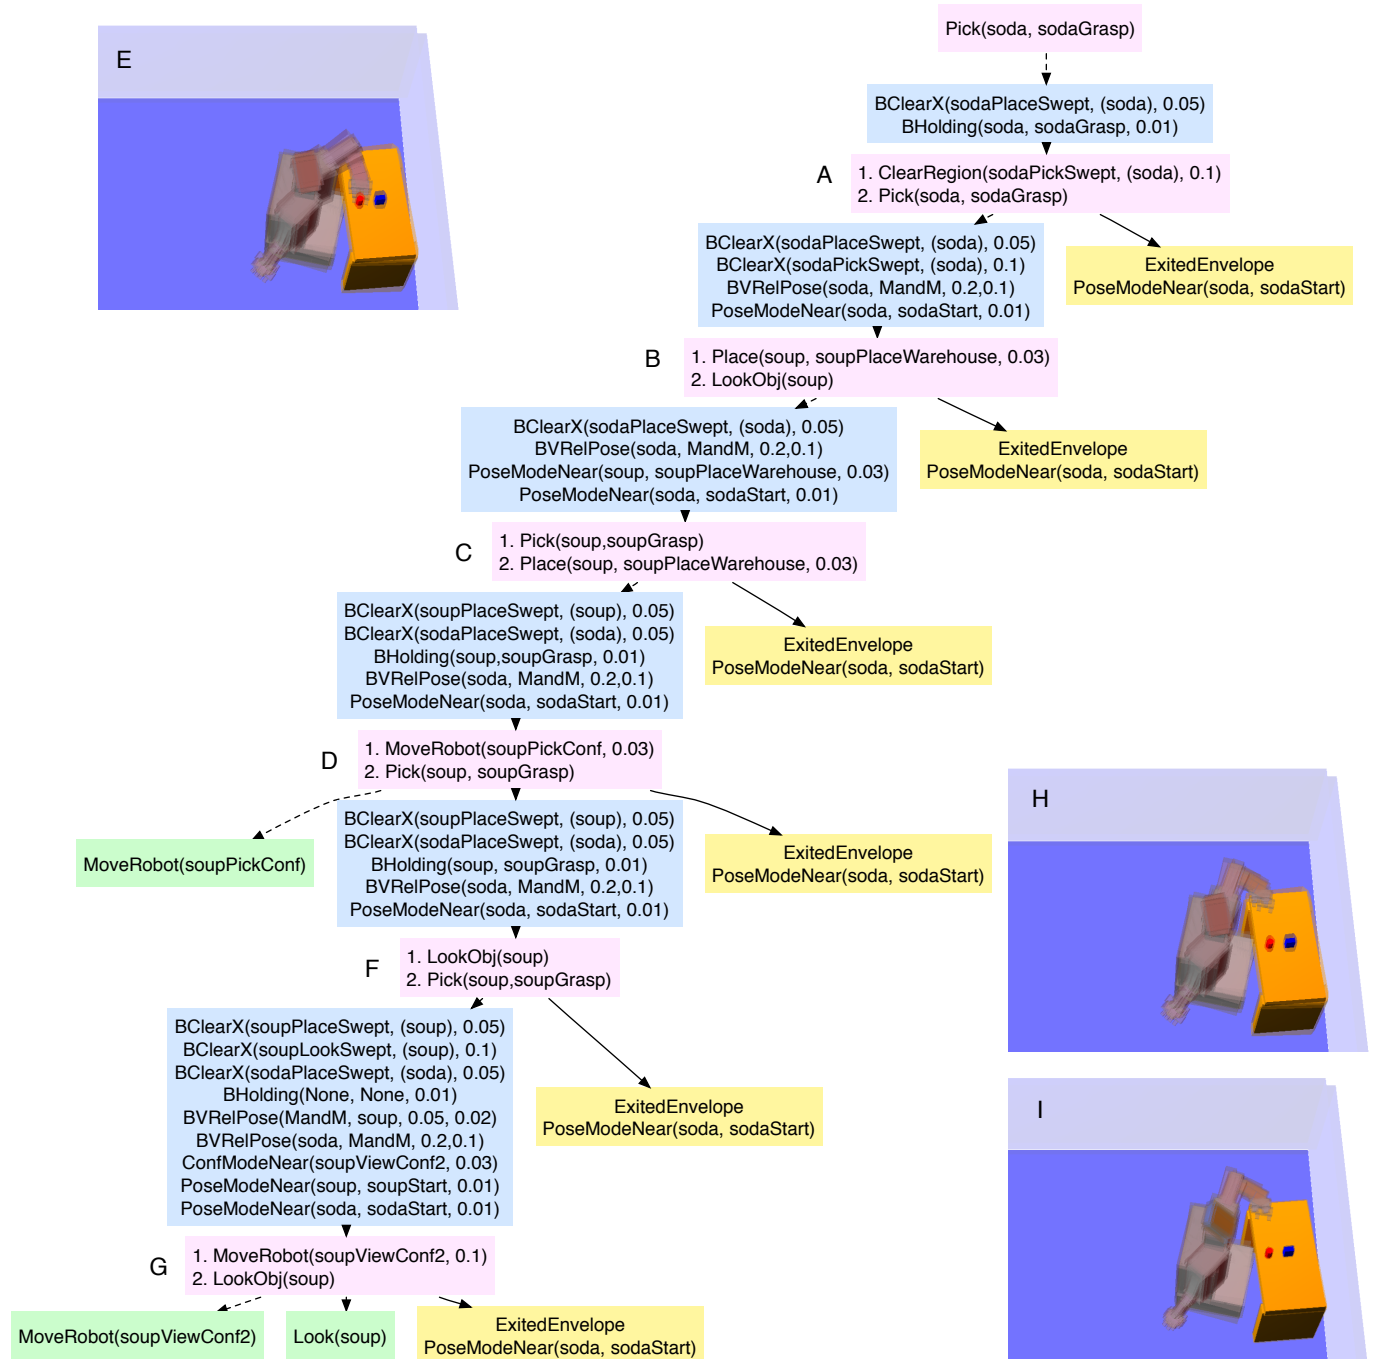 E
Pick(soda, sodaGrasp)
BClearX(sodaPlaceSwept, (soda), 0.05)
BHolding(soda, sodaGrasp, 0.01)
A
1. ClearRegion(sodaPickSwept, (soda), 0.1)
2. Pick(soda, sodaGrasp)
BClearX(sodaPlaceSwept, (soda), 0.05)
BClearX(sodaPickSwept, (soda), 0.1)
BVRelPose(soda, MandM, 0.2,0.1)
PoseModeNear(soda, sodaStart, 0.01)
ExitedEnvelope
PoseModeNear(soda, sodaStart)
B
1. Place(soup, soupPlaceWarehouse, 0.03)
2. LookObj(soup)
BClearX(sodaPlaceSwept, (soda), 0.05)
BVRelPose(soda, MandM, 0.2,0.1)
PoseModeNear(soup, soupPlaceWarehouse, 0.03)
PoseModeNear(soda, sodaStart, 0.01)
ExitedEnvelope
PoseModeNear(soda, sodaStart)
C
1. Pick(soup,soupGrasp)
2. Place(soup, soupPlaceWarehouse, 0.03)
BClearX(soupPlaceSwept, (soup), 0.05)
BClearX(sodaPlaceSwept, (soda), 0.05)
BHolding(soup,soupGrasp, 0.01)
BVRelPose(soda, MandM, 0.2,0.1)
PoseModeNear(soda, sodaStart, 0.01)
ExitedEnvelope
PoseModeNear(soda, sodaStart)
D
1. MoveRobot(soupPickConf, 0.03)
2. Pick(soup, soupGrasp)
MoveRobot(soupPickConf)
BClearX(soupPlaceSwept, (soup), 0.05)
BClearX(sodaPlaceSwept, (soda), 0.05)
BHolding(soup, soupGrasp, 0.01)
BVRelPose(soda, MandM, 0.2,0.1)
PoseModeNear(soda, sodaStart, 0.01)
ExitedEnvelope
PoseModeNear(soda, sodaStart)
H
F
1. LookObj(soup)
2. Pick(soup,soupGrasp)
BClearX(soupPlaceSwept, (soup), 0.05)
BClearX(soupLookSwept, (soup), 0.1)
BClearX(sodaPlaceSwept, (soda), 0.05)
BHolding(None, None, 0.01)
BVRelPose(MandM, soup, 0.05, 0.02)
BVRelPose(soda, MandM, 0.2,0.1)
ConfModeNear(soupViewConf2, 0.03)
PoseModeNear(soup, soupStart, 0.01)
PoseModeNear(soda, sodaStart, 0.01)
ExitedEnvelope
PoseModeNear(soda, sodaStart)
I
G
1. MoveRobot(soupViewConf2, 0.1)
2. LookObj(soup)
MoveRobot(soupViewConf2)
Look(soup)
ExitedEnvelope
PoseModeNear(soda, sodaStart)